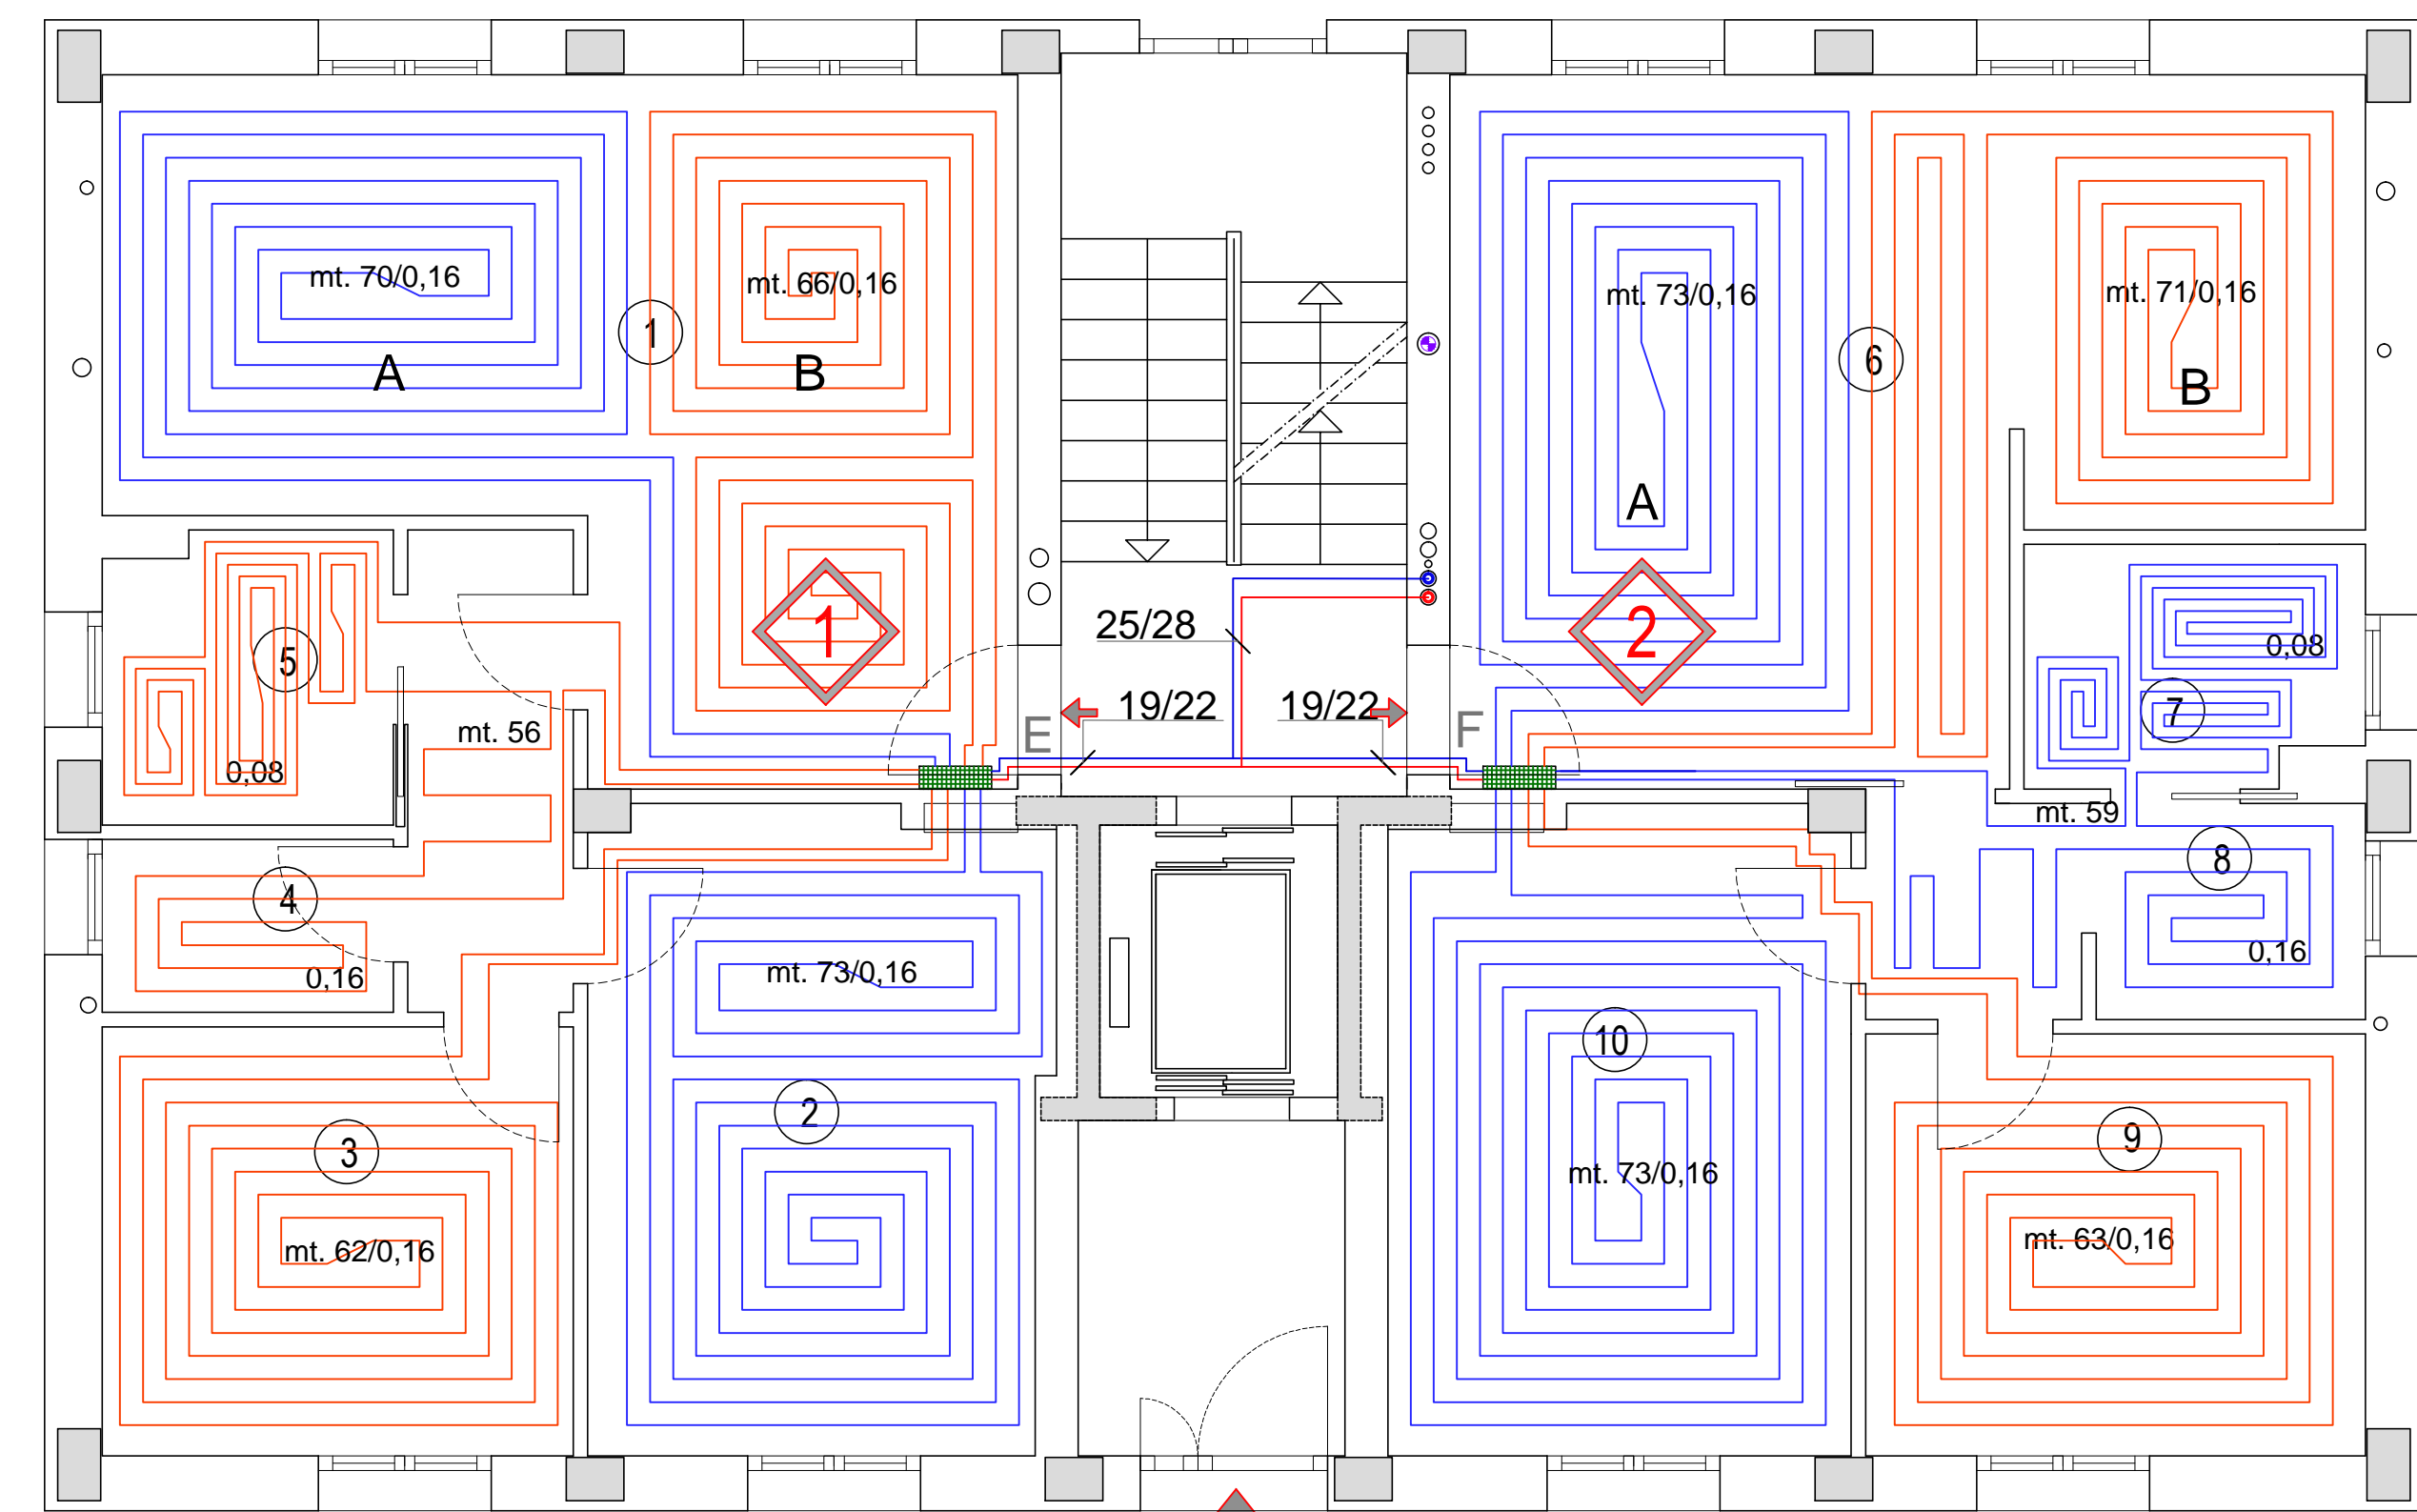 mt. 70/0,16
mt. 66/0,16
mt. 73/0,16
mt. 71/0,16
1
6
A
B
B
A
25/28
1
2
5
0,08
19/22
19/22
7
E
F
mt. 56
0,08
mt. 59
8
4
0,16
0,16
mt. 73/0,16
10
2
9
3
mt. 73/0,16
mt. 62/0,16
mt. 63/0,16